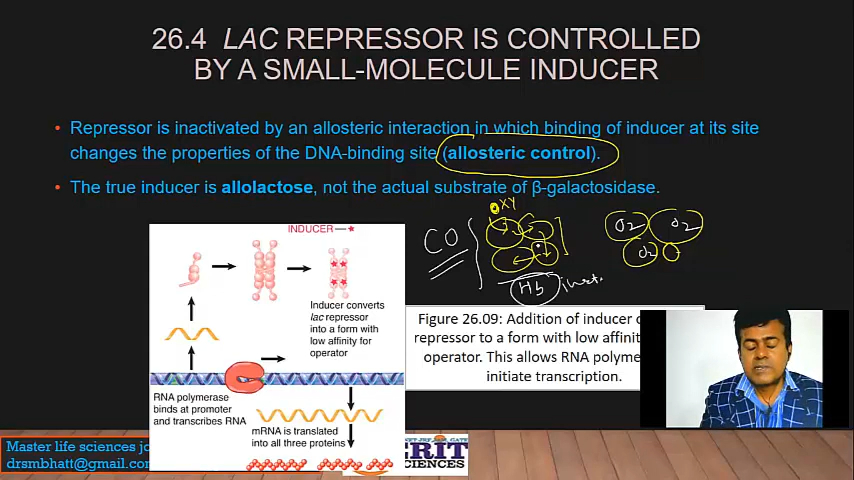 26.4 LAC REPRESSOR IS CONTROLLED
BY A SMALL-MOLECULE INDUCER
• Repressor is inactivated by an allosteric interaction in which binding of inducer at its site
changes the properties of the DNA-binding site (allosteric control).
• The true inducer is allolactose, not the actual substrate of β-galactosidase.
INDUCER
Inducer converts
lac repressor
into a form with
low affinity for
operator
RNA polymerase
binds at promoter
and transcribes RNA
mRNA is translated
into all three proteins
OXY
CO
O2 O2
O2
Hb
Figure 26.09: Addition of inducer
repressor to a form with low affinit
operator. This allows RNA polyme
initiate transcription.
Master life sciences
drsmbhatt@gmail.com
SCIENCES